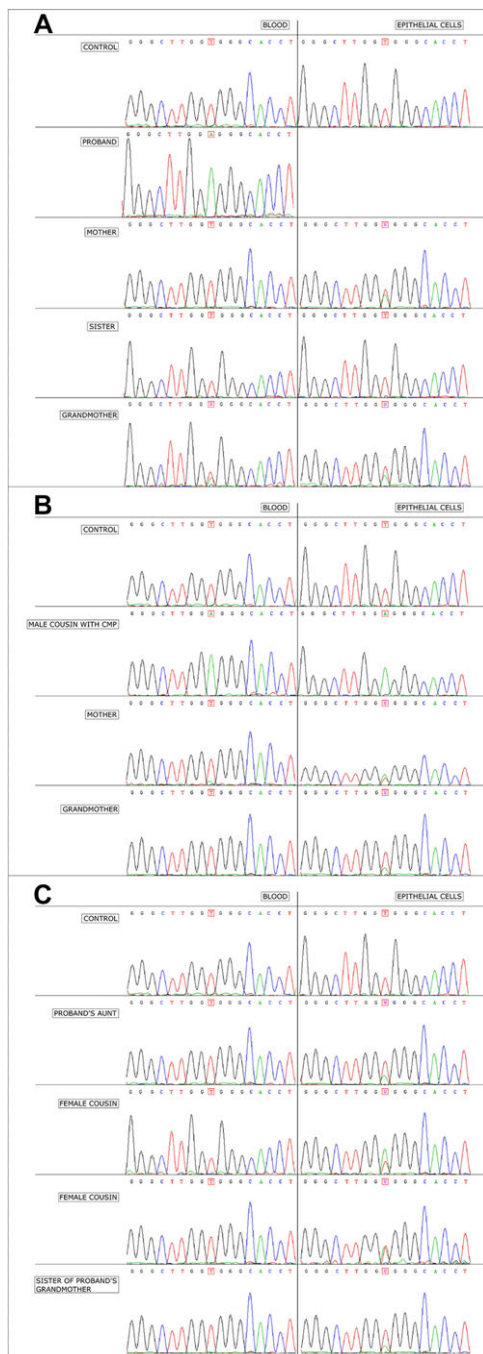 A
BLOOD EPITHELIAL CELLS
CONTROL
G G G C T T G G T G G G C A C C T G G G C T T G G T G G G C A C C T
PROBAND
G G G C T T G G A G G G C A C C T
MOTHER
G G G C T T G G T G G G C A C C T G G G C T T G G G G G C A C C T
SISTER
G G G C T T G G T G G G C A C C T G G G C T T G G T G G G C A C C T
GRANDMOTHER
G G G C T T G G G G G C A C C T G G G C T T G G G G G C A C C T
B
BLOOD EPITHELIAL CELLS
CONTROL
G G G C T T G G T G G G C A C C T G G G C T T G G T G G G C A C C T
MALE COUSIN WITH CMP
G G G C T T G G A G G G C A C C T G G G C T T G G A G G G C A C C T
MOTHER
G G G C T T G G T G G G C A C C T G G G C T T G G G G G C A C C T
GRANDMOTHER
G G G C T T G G T G G G C A C C T G G G C T T G G G G G C A C C T
C
BLOOD EPITHELIAL CELLS
CONTROL
G G G C T T G G T G G G C A C C T G G G C T T G G T G G G C A C C T
PROBAND'S AUNT
G G G C T T G G T G G G C A C C T G G G C T T G G G G G C A C C T
FEMALE COUSIN
G G G C T T G G T G G G C A C C T G G G C T T G G G G G C A C C T
FEMALE COUSIN
G G G C T T G G T G G G C A C C T G G G C T T G G G G G C A C C T
SISTER OF PROBAND'S
GRANDMOTHER
G G G C T T G G T G G G C A C C T G G G C T T G G G G G C A C C T